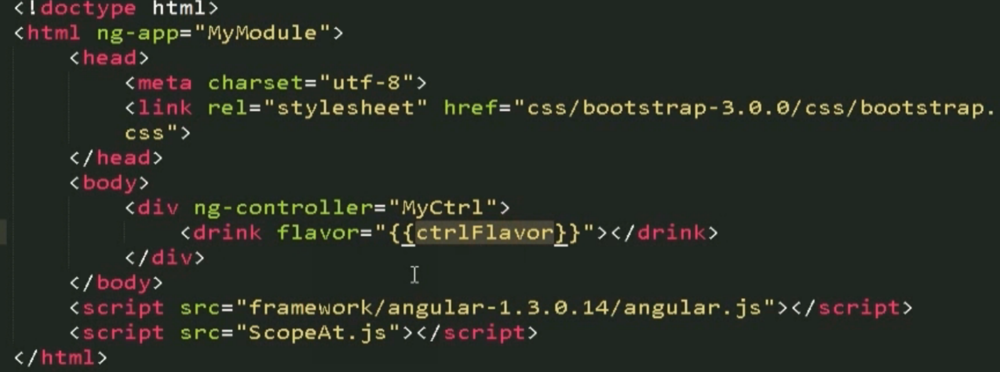 <!doctype html>
<html ng-app="MyModule">
<head>
<meta charset="utf-8">
<link rel="stylesheet" href="css/bootstrap-3.0.0/css/bootstrap.
css">
</head>
<body>
<div ng-controller="MyCtrl">
<drink flavor="{{ctrlFlavor}}"></drink>
</div>
</body>
<script src="framework/angular-1.3.0.14/angular.js"></script>
<script src="ScopeAt.js"></script>
</html>